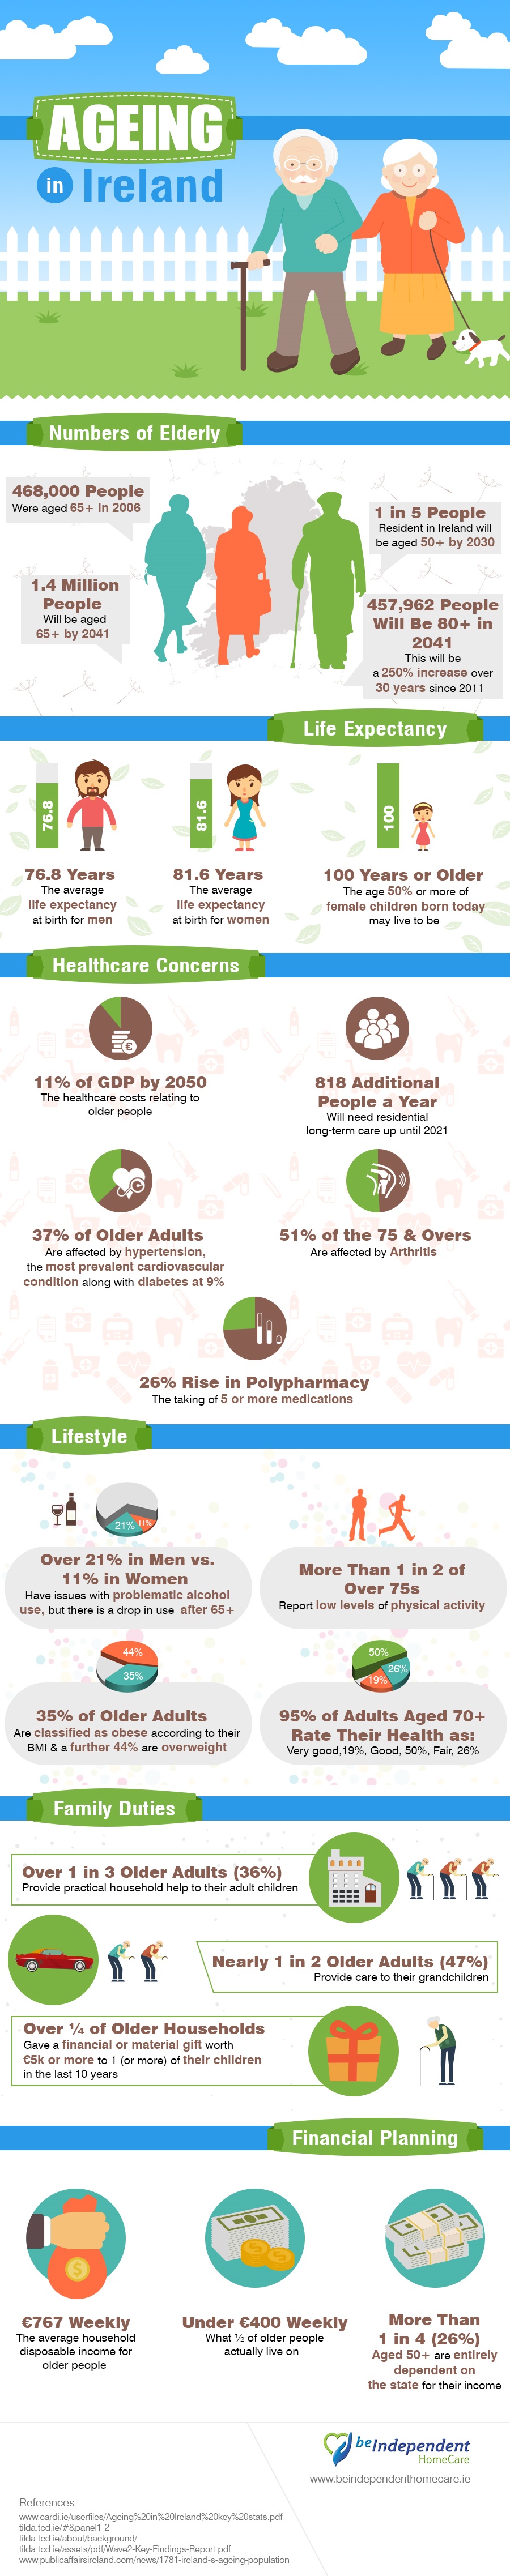 AGEING
in Ireland
Numbers of Elderly
468,000 People
Were aged 65+ in 2006
1 in 5 People
Resident in Ireland will
be aged 50+ by 2030
1.4 Million
People
Will be aged
65+ by 2041
457,962 People
Will Be 80+ in
2041
This will be
a 250% increase over
30 years since 2011
Life Expectancy
76.8
81.6
100
76.8 Years
The average
life expectancy
at birth for men
81.6 Years
The average
life expectancy
at birth for women
100 Years or Older
The age 50% or more of
female children born today
may live to be
Healthcare Concerns
€
11% of GDP by 2050
The healthcare costs relating to
older people
818 Additional
People a Year
Will need residential
long-term care up until 2021
37% of Older Adults
Are affected by hypertension,
the most prevalent cardiovascular
condition along with diabetes at 9%
51% of the 75 & Overs
Are affected by Arthritis
26% Rise in Polypharmacy
The taking of 5 or more medications
Lifestyle
21% 11%
Over 21% in Men vs.
11% in Women
Have issues with problematic alcohol
use, but there is a drop in use after 65+
More Than 1 in 2 of
Over 75s
Report low levels of physical activity
44%
35%
35% of Older Adults
Are classified as obese according to their
BMI & a further 44% are overweight
50%
26%
19%
95% of Adults Aged 70+
Rate Their Health as:
Very good,19%, Good, 50%, Fair, 26%
Family Duties
Over 1 in 3 Older Adults (36%)
Provide practical household help to their adult children
Nearly 1 in 2 Older Adults (47%)
Provide care to their grandchildren
Over ¼ of Older Households
Gave a financial or material gift worth
€5k or more to 1 (or more) of their children
in the last 10 years
Financial Planning
$
€767 Weekly
The average household
disposable income for
older people
Under €400 Weekly
What ½ of older people
actually live on
More Than
1 in 4 (26%)
Aged 50+ are entirely
dependent on
the state for their income
beIndependent
HomeCare
www.beindependenthomecare.ie
References
www.cardi.ie/userfiles/Ageing%20in%20Ireland%20key%20stats.pdf
tilda.tcd.ie/#&panel1-2
tilda.tcd.ie/about/background/
tilda.tcd.ie/assets/pdf/Wave2-Key-Findings-Report.pdf
www.publicaffairsireland.com/news/1781-ireland-s-ageing-population